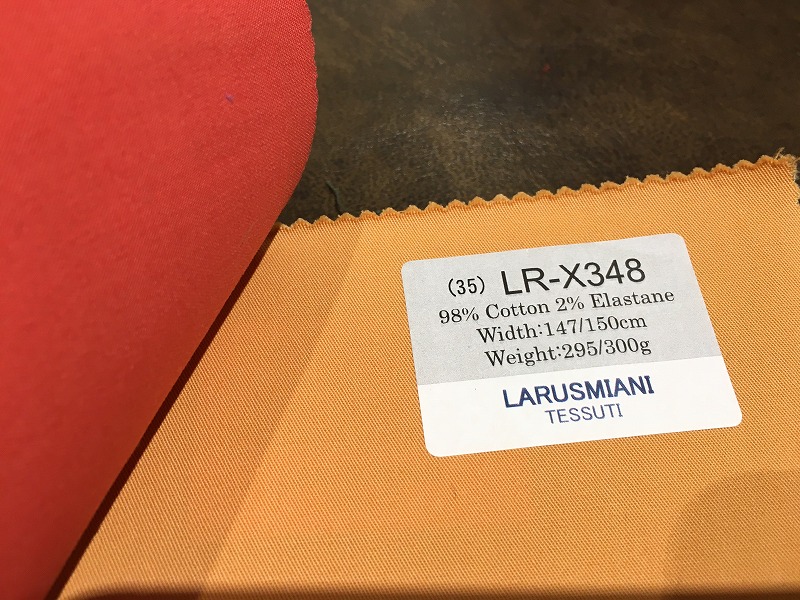 (35) LR-X348
98% Cotton 2% Elastane
Width:147/150cm
Weight:295/300g
LARUSMIANI
TESSUTI